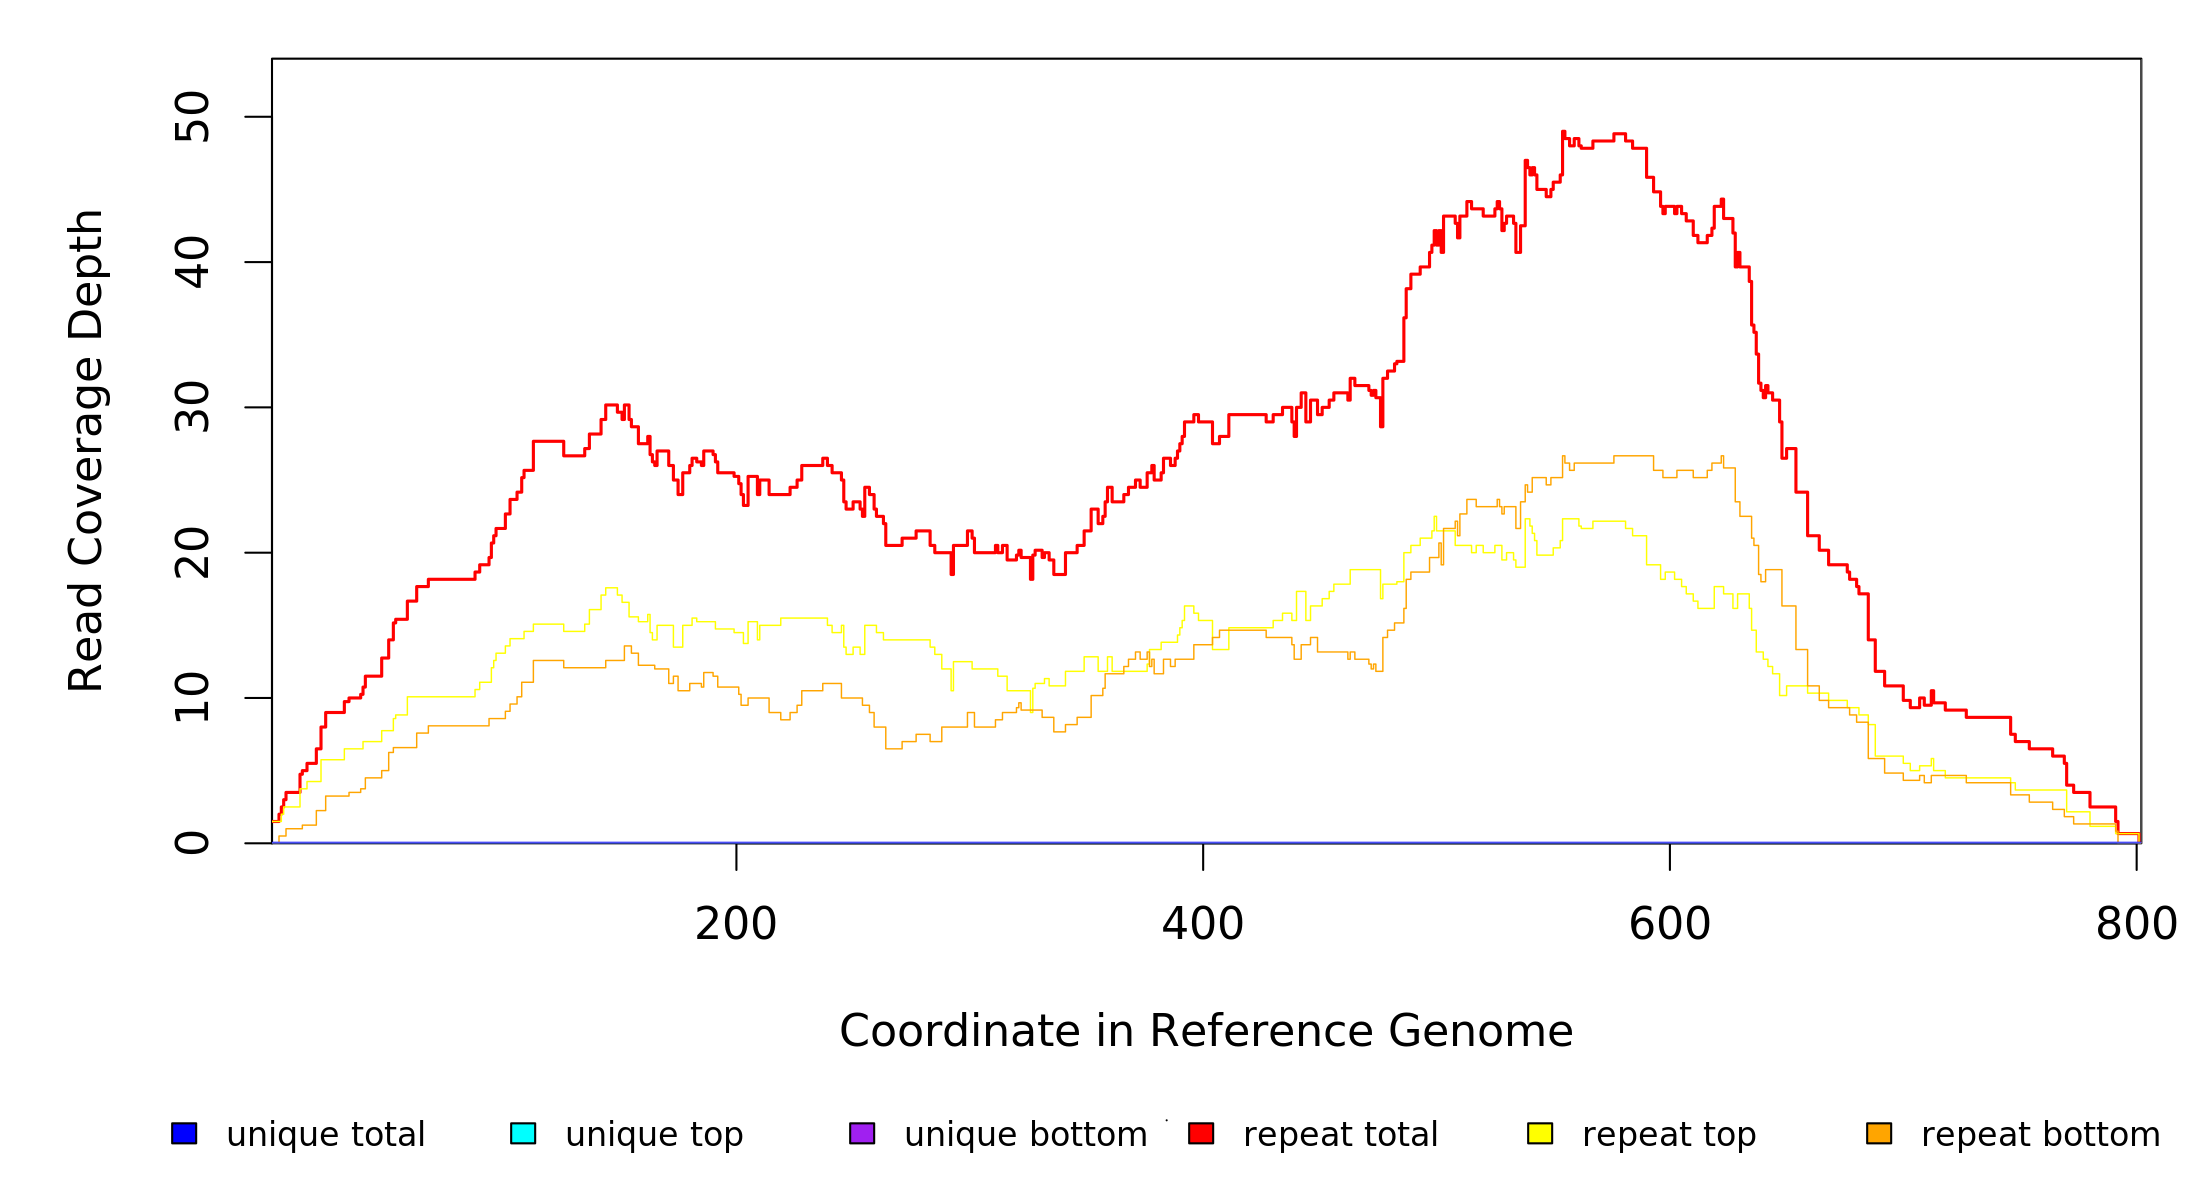 50
40
30
20
10
0
Read Coverage Depth
200 400 600 800
Coordinate in Reference Genome
unique total unique top unique bottom repeat total repeat top repeat bottom